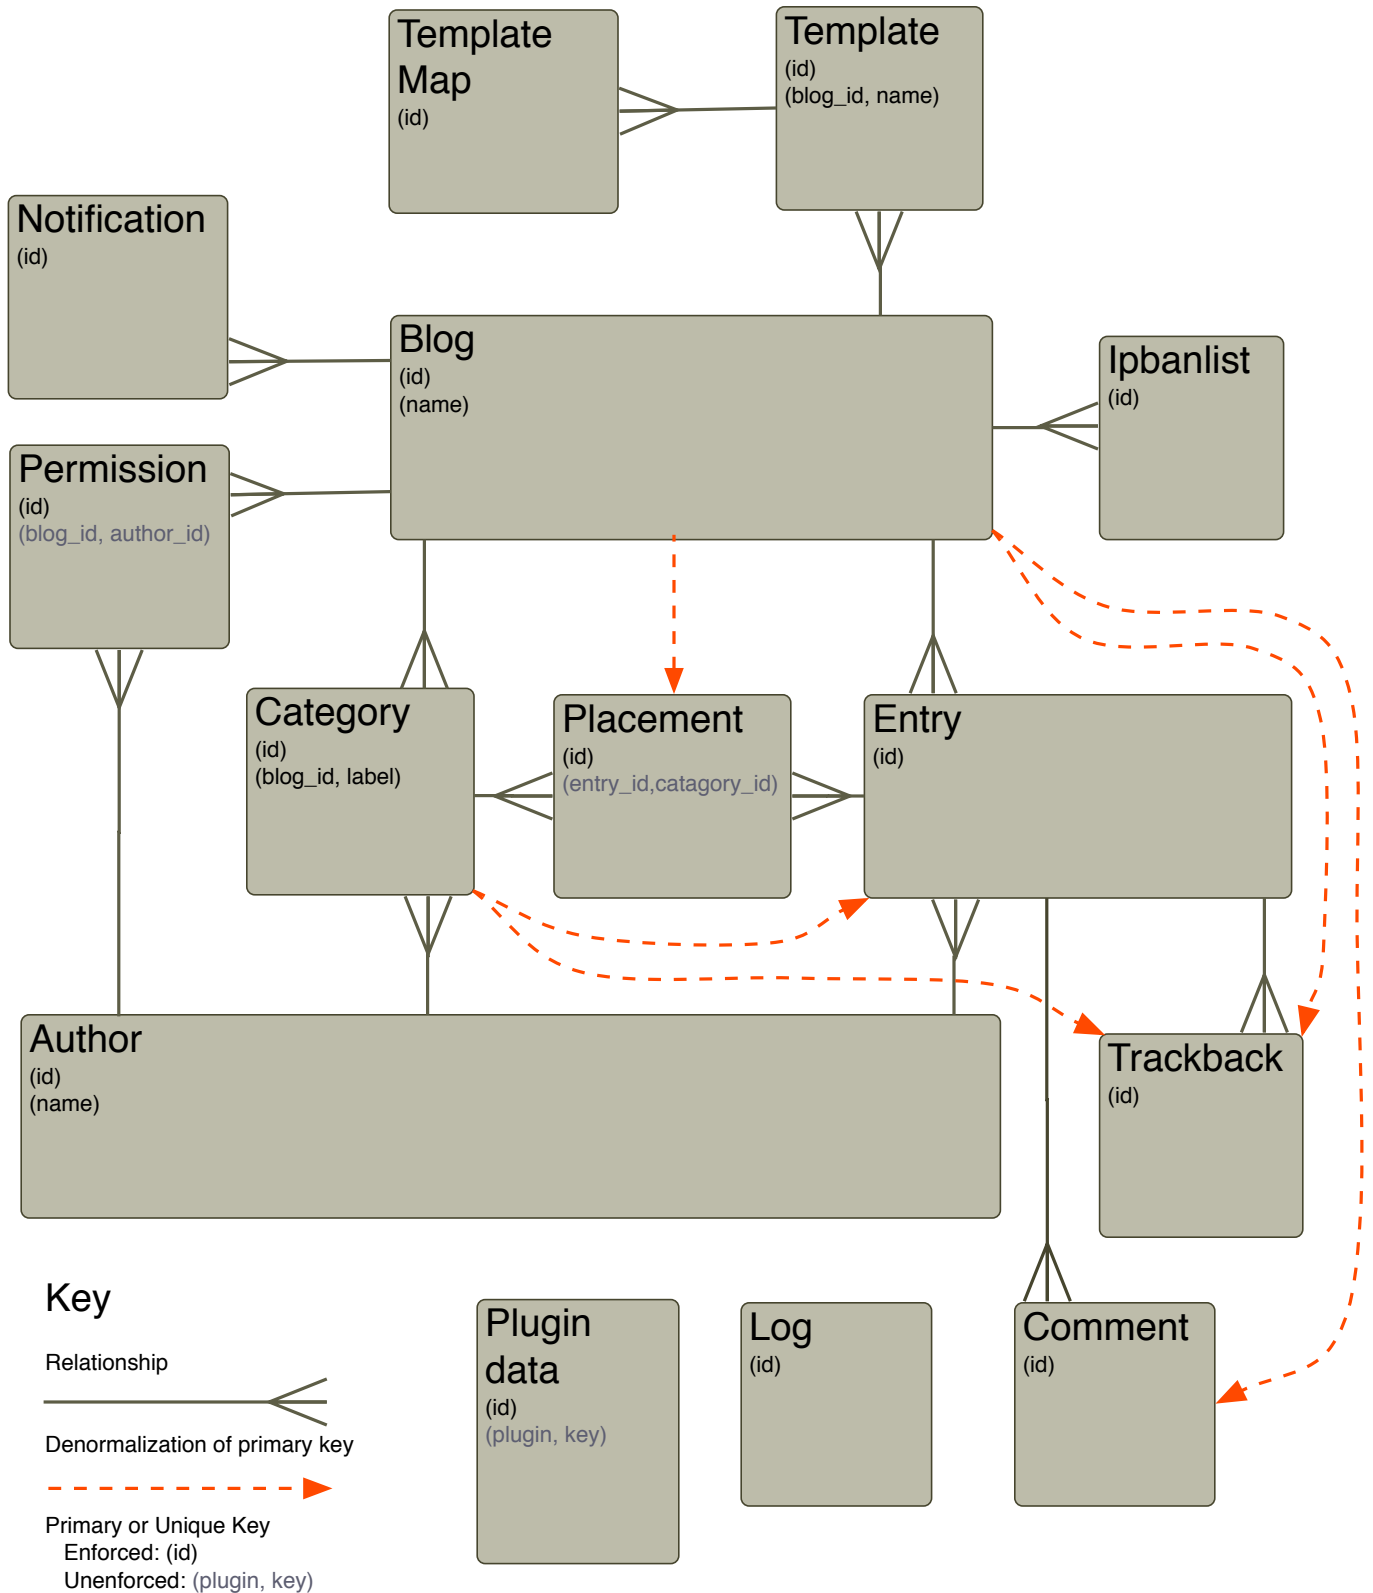 Template
Map
(id)
Template
(id)
(blog_id, name)
Notification
(id)
Blog
(id)
(name)
Ipbanlist
(id)
Permission
(id)
(blog_id, author_id)
Category
(id)
(blog_id, label)
Placement
(id)
(entry_id,catagory_id)
Entry
(id)
Author
(id)
(name)
Trackback
(id)
Key
Relationship
Denormalization of primary key
Primary or Unique Key
Enforced: (id)
Unenforced: (plugin, key)
Plugin
data
(id)
(plugin, key)
Log
(id)
Comment
(id)